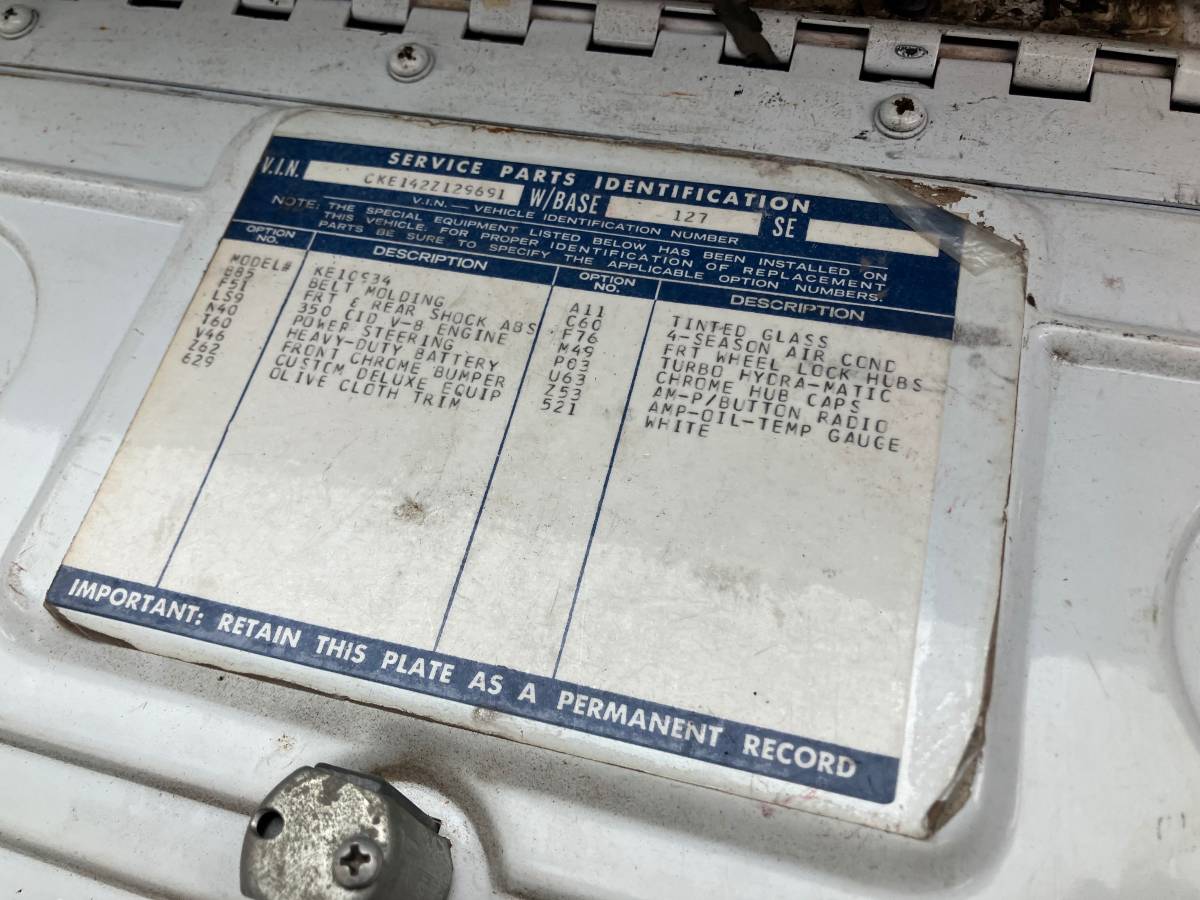 SERVICE PARTS IDENTIFICATION
V.I.N. CKE142Z129691 W/BASE 127 SE
V.I.N. — VEHICLE IDENTIFICATION NUMBER
NOTE: THE SPECIAL EQUIPMENT LISTED BELOW HAS BEEN INSTALLED ON
THIS VEHICLE. FOR PROPER IDENTIFICATION OF REPLACEMENT
PARTS BE SURE TO SPECIFY THE APPLICABLE OPTION NUMBERS.
OPTION NO. DESCRIPTION OPTION NO. DESCRIPTION
MODEL# KE10934
B85 BELT MOLDING A11 TINTED GLASS
F51 FRT & REAR SHOCK ABS C60 4-SEASON AIR COND
LS9 350 CID V-8 ENGINE F76 FRT WHEEL LOCK HUBS
N40 POWER STEERING M49 TURBO HYDRA-MATIC
T60 HEAVY-DUTY BATTERY P03 CHROME HUB CAPS
V46 FRONT CHROME BUMPER U63 AM-P/BUTTON RADIO
Z62 CUSTOM DELUXE EQUIP Z53 AMP-OIL-TEMP GAUGE
629 OLIVE CLOTH TRIM 521 WHITE
IMPORTANT: RETAIN THIS PLATE AS A PERMANENT RECORD